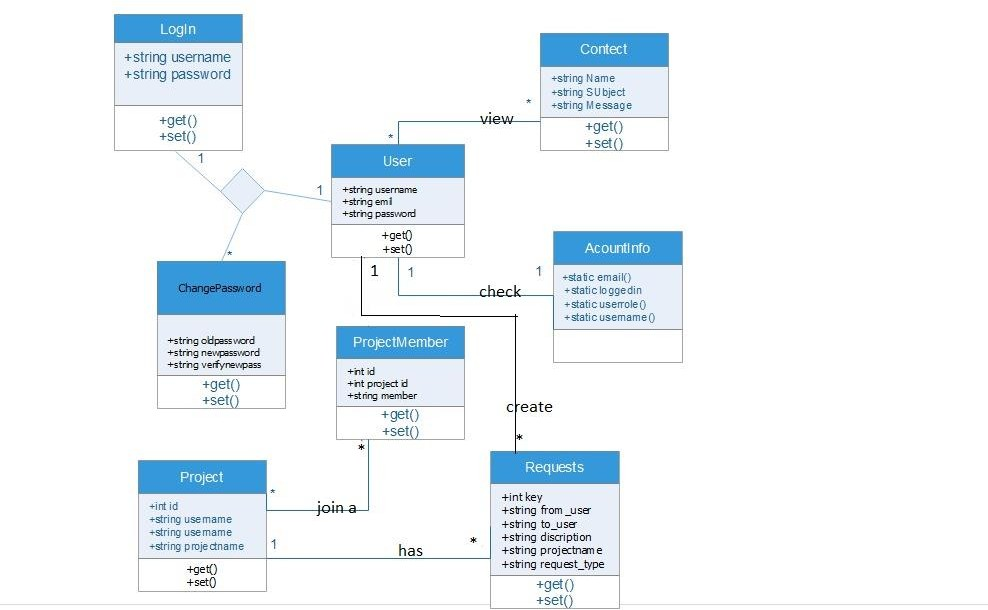 LogIn
+string username
+string password
+get()
+set()
1
Contect
+string Name
+string SUbject
+string Message
+get()
+set()
*
view
*
User
+string username
+string emil
+string password
+get()
+set()
1
1
1
*
ChangePassword
+string oldpassword
+string newpassword
+string verifynewpass
+get()
+set()
AcountInfo
+static email()
+static loggedin
+static userrole()
+static username()
1
check
ProjectMember
+int id
+int project id
+string member
+get()
+set()
*
create
*
Project
+int id
+string username
+string username
+string projectname
+get()
+set()
*
join a
1
has
*
Requests
+int key
+string from_user
+string to_user
+string discription
+string projectname
+string request_type
+get()
+set()